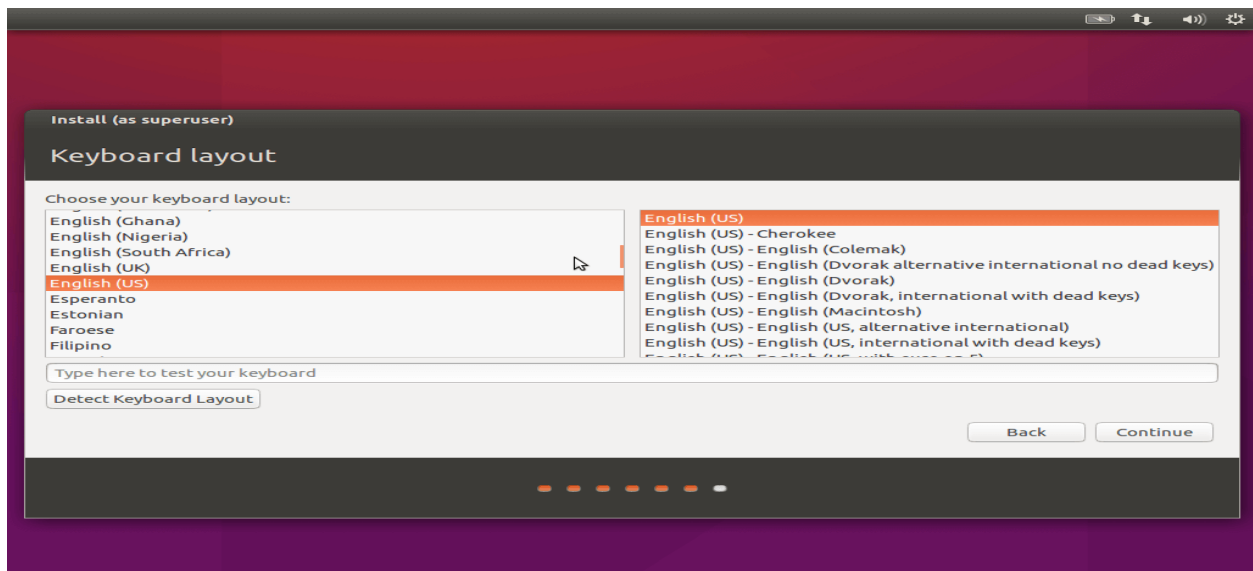 Install (as superuser)
Keyboard layout
Choose your keyboard layout:
English (Ghana)
English (Nigeria)
English (South Africa)
English (UK)
English (US)
Esperanto
Estonian
Faroese
Filipino
English (US)
English (US) - Cherokee
English (US) - English (Colemak)
English (US) - English (Dvorak alternative international no dead keys)
English (US) - English (Dvorak)
English (US) - English (Dvorak, international with dead keys)
English (US) - English (Macintosh)
English (US) - English (US, alternative international)
English (US) - English (US, international with dead keys)
Type here to test your keyboard
Detect Keyboard Layout
Back
Continue